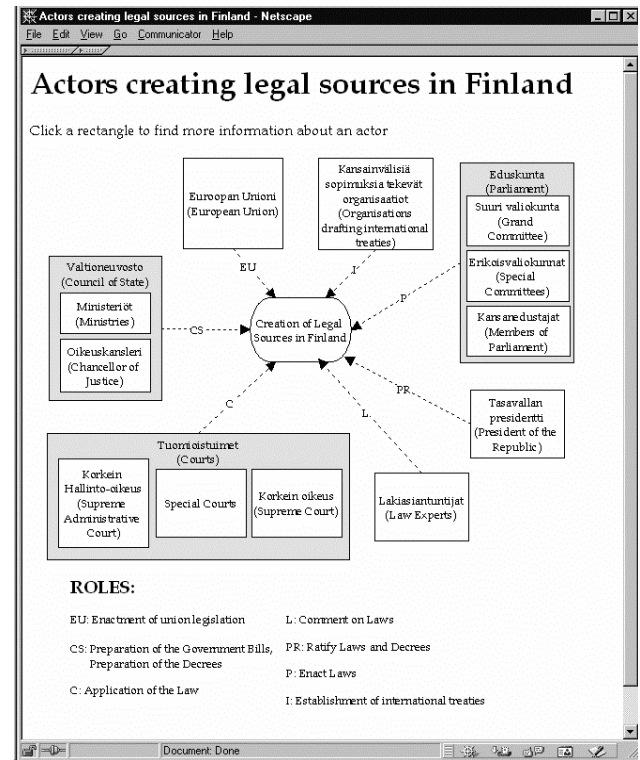 Actors creating legal sources in Finland - Netscape
File Edit View Go Communicator Help
Actors creating legal sources in Finland
Click a rectangle to find more information about an actor
Euroopan Unioni
(European Union)
Kansainvälisiä
sopimuksia tekevät
organisaatiot
(Organisations
drafting international
treaties)
Eduskunta
(Parliament)
Suuri valiokunta
(Grand
Committee)
Erikoisvaliokunnat
(Special
Committees)
Kansanedustajat
(Members of
Parliament)
Valtioneuvosto
(Council of State)
Ministeriöt
(Ministries)
Oikeuskansleri
(Chancellor of
Justice)
EU
I
P
CS
Creation of Legal
Sources in Finland
C
L
PR
Tasavallan
presidentti
(President of the
Republic)
Tuomioistuimet
(Courts)
Korkein
Hallinto-oikeus
(Supreme
Administrative
Court)
Special Courts
Korkein oikeus
(Supreme Court)
Lakiasiantuntijat
(Law Experts)
ROLES:
EU: Enactment of union legislation
CS: Preparation of the Government Bills,
Preparation of the Decrees
C: Application of the Law
L: Comment on Laws
PR: Ratify Laws and Decrees
P: Enact Laws
I: Establishment of international treaties
Document: Done